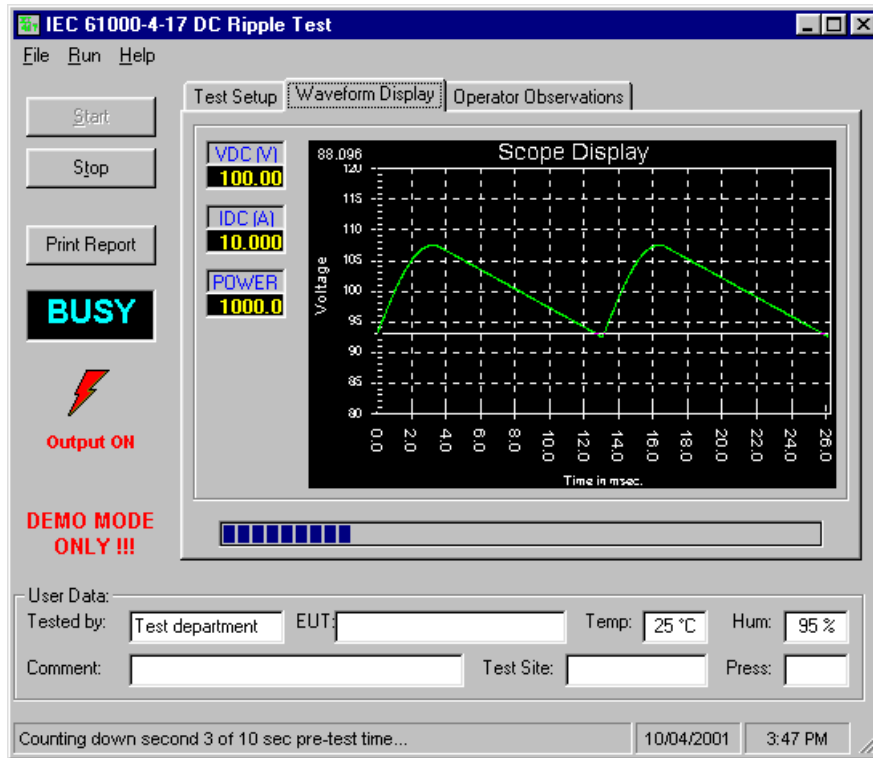 IEC 61000-4-17 DC Ripple Test
File Run Help
Start
Stop
Print Report
BUSY
Output ON
DEMO MODE
ONLY !!!
Test Setup
Waveform Display
Operator Observations
VDC (V)
100.00
IDC (A)
10.000
POWER
1000.0
88.096
Scope Display
Voltage
120
115
110
105
100
95
90
85
80
0.0
2.0
4.0
6.0
8.0
10.0
12.0
14.0
16.0
18.0
20.0
22.0
24.0
26.0
Time in msec.
User Data:
Tested by: Test department
EUT:
Temp: 25 °C
Hum: 95 %
Comment:
Test Site:
Press:
Counting down second 3 of 10 sec pre-test time...
10/04/2001
3:47 PM